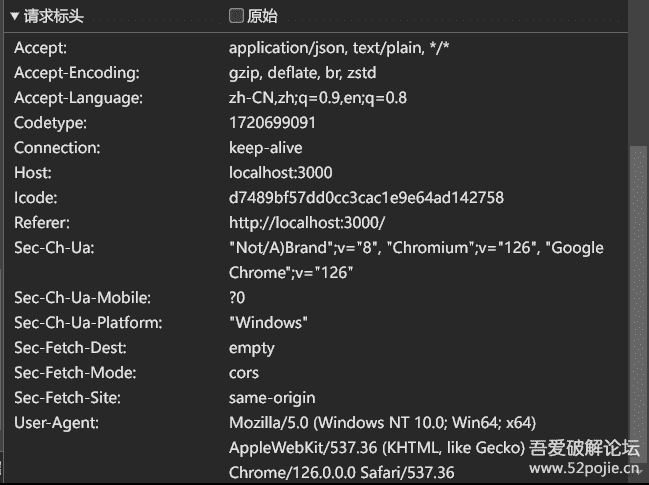 ▼请求标头 原始
Accept: application/json, text/plain, */*
Accept-Encoding: gzip, deflate, br, zstd
Accept-Language: zh-CN,zh;q=0.9,en;q=0.8
Codetype: 1720699091
Connection: keep-alive
Host: localhost:3000
Icode: d7489bf57dd0cc3cac1e9e64ad142758
Referer: http://localhost:3000/
Sec-Ch-Ua: "Not/A)Brand";v="8", "Chromium";v="126", "Google
Chrome";v="126"
Sec-Ch-Ua-Mobile: ?0
Sec-Ch-Ua-Platform: "Windows"
Sec-Fetch-Dest: empty
Sec-Fetch-Mode: cors
Sec-Fetch-Site: same-origin
User-Agent: Mozilla/5.0 (Windows NT 10.0; Win64; x64)
AppleWebKit/537.36 (KHTML, like Gecko)
Chrome/126.0.0.0 Safari/537.36
吾爱破解论坛
www.52pojie.cn